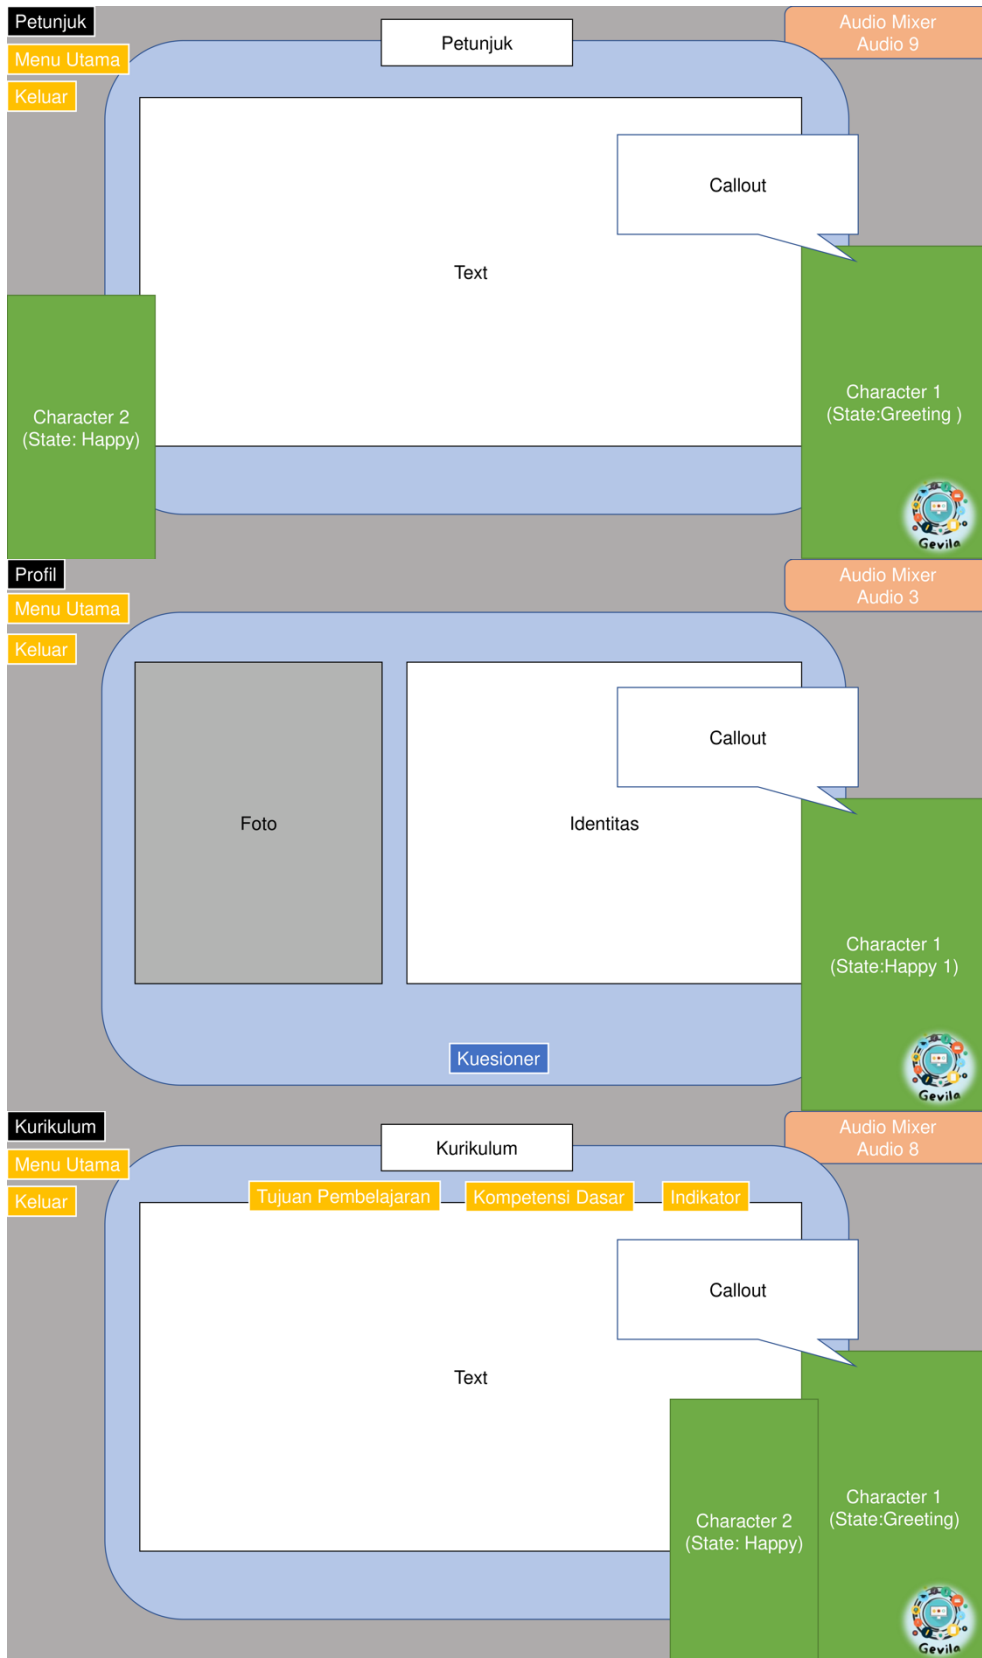 Petunjuk
Petunjuk
Audio Mixer
Audio 9
Menu Utama
Keluar
Callout
Text
Character 2
(State: Happy)
Character 1
(State:Greeting )
Gevila
Profil
Audio Mixer
Audio 3
Menu Utama
Keluar
Callout
Foto
Identitas
Character 1
(State:Happy 1)
Kuesioner
Gevila
Kurikulum
Kurikulum
Audio Mixer
Audio 8
Menu Utama
Keluar
Tujuan Pembelajaran
Kompetensi Dasar
Indikator
Callout
Text
Character 2
(State: Happy)
Character 1
(State:Greeting)
Gevila